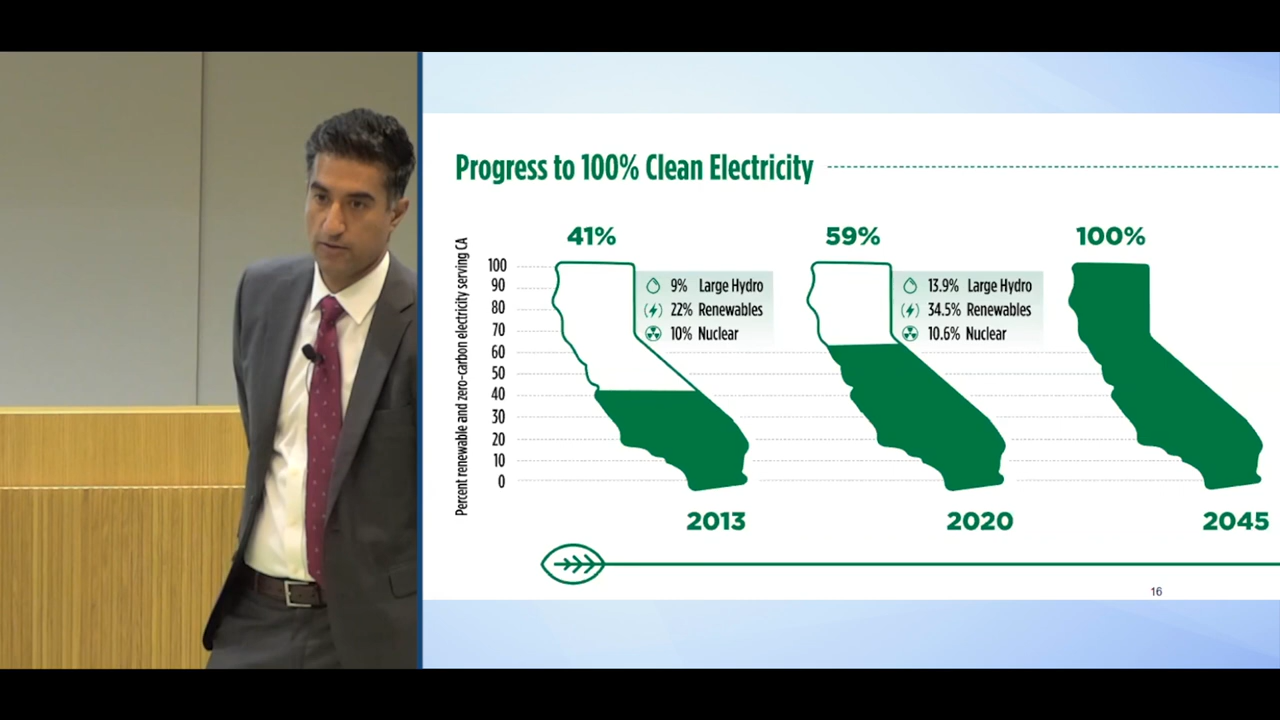 Progress to 100% Clean Electricity
Percent renewable and zero-carbon electricity serving CA
100
90
80
70
60
50
40
30
20
10
0
41%
9% Large Hydro
22% Renewables
10% Nuclear
2013
59%
13.9% Large Hydro
34.5% Renewables
10.6% Nuclear
2020
100%
2045
16